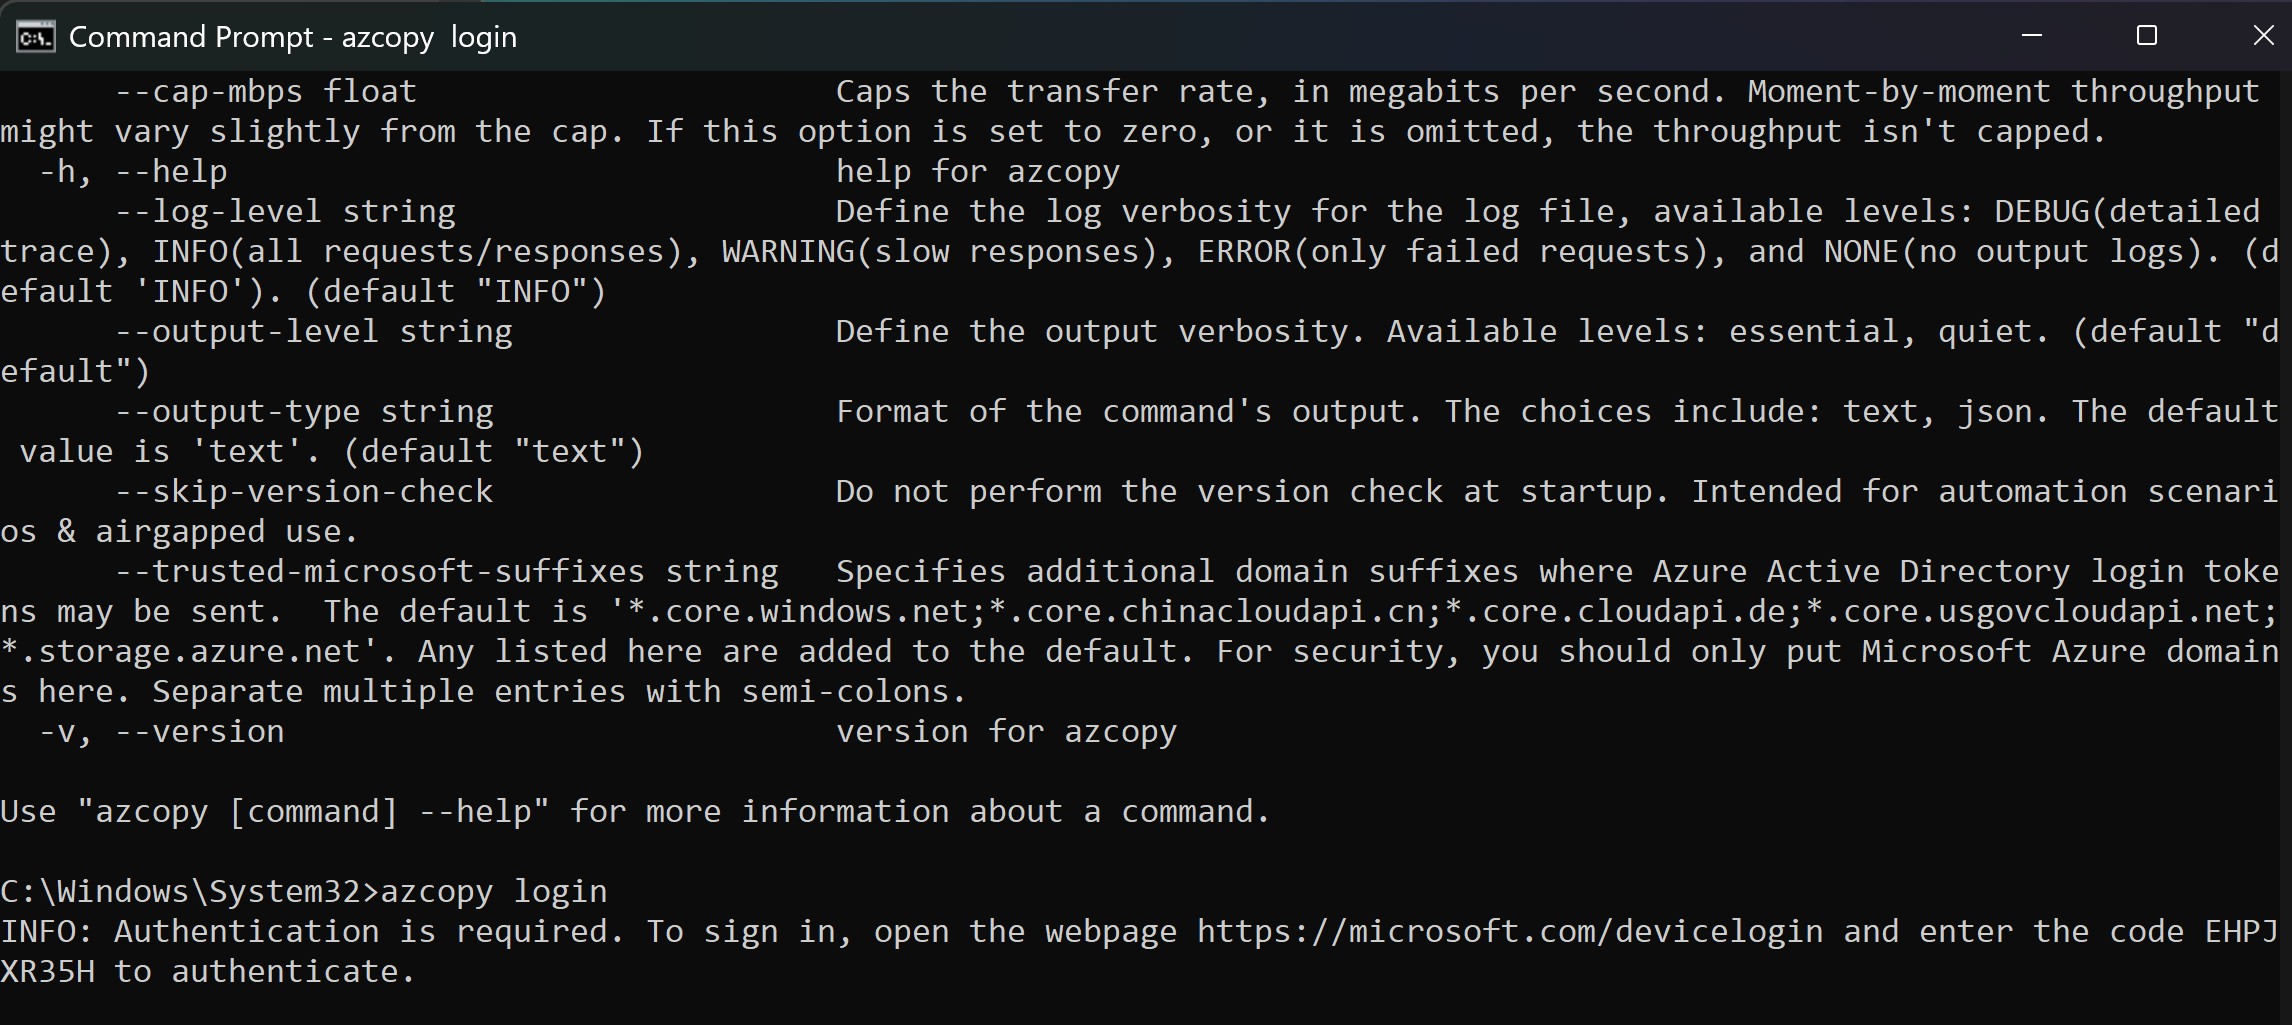 Command Prompt - azcopy  login
      --cap-mbps float                      Caps the transfer rate, in megabits per second. Moment-by-moment throughput
might vary slightly from the cap. If this option is set to zero, or it is omitted, the throughput isn't capped.
  -h, --help                                help for azcopy
      --log-level string                    Define the log verbosity for the log file, available levels: DEBUG(detailed
trace), INFO(all requests/responses), WARNING(slow responses), ERROR(only failed requests), and NONE(no output logs). (d
efault 'INFO'). (default "INFO")
      --output-level string                 Define the output verbosity. Available levels: essential, quiet. (default "d
efault")
      --output-type string                  Format of the command's output. The choices include: text, json. The default
 value is 'text'. (default "text")
      --skip-version-check                  Do not perform the version check at startup. Intended for automation scenari
os & airgapped use.
      --trusted-microsoft-suffixes string   Specifies additional domain suffixes where Azure Active Directory login toke
ns may be sent.  The default is '*.core.windows.net;*.core.chinacloudapi.cn;*.core.cloudapi.de;*.core.usgovcloudapi.net;
*.storage.azure.net'. Any listed here are added to the default. For security, you should only put Microsoft Azure domain
s here. Separate multiple entries with semi-colons.
  -v, --version                             version for azcopy

Use "azcopy [command] --help" for more information about a command.

C:\Windows\System32>azcopy login
INFO: Authentication is required. To sign in, open the webpage https://microsoft.com/devicelogin and enter the code EHPJ
XR35H to authenticate.